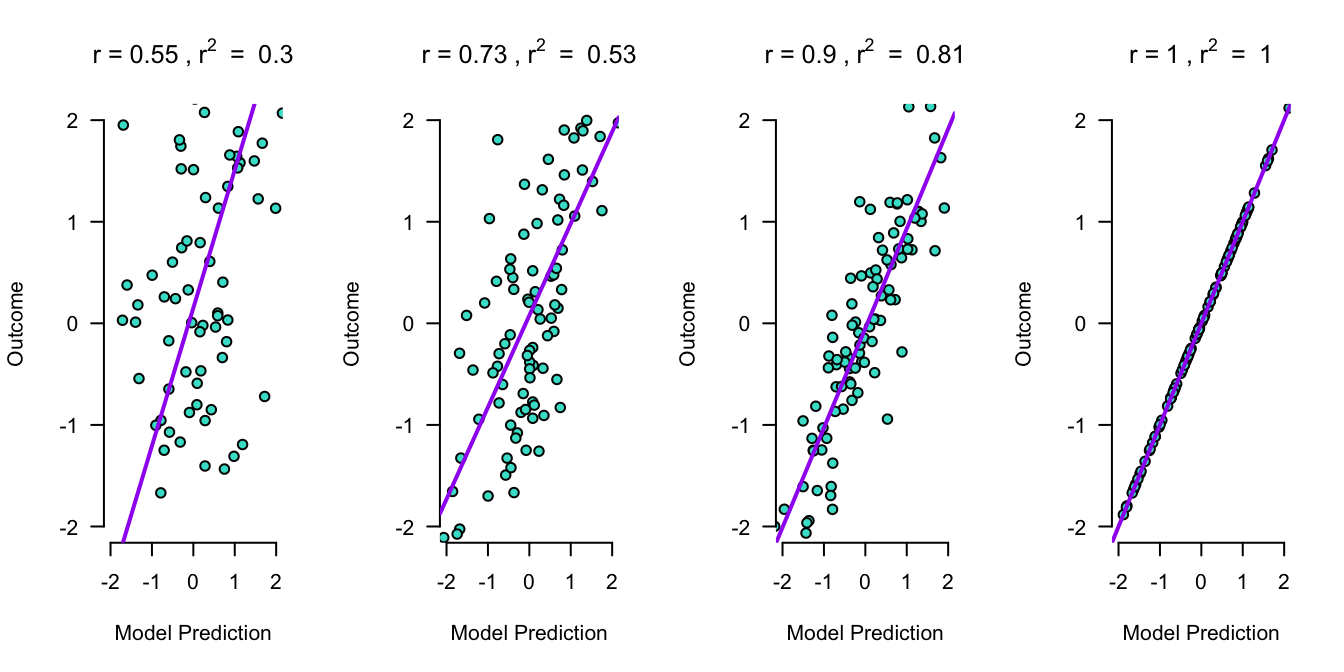 r = 0.55 , r² = 0.3
2
1
0
-1
-2
Outcome
-2 -1 0 1 2
Model Prediction
r = 0.73 , r² = 0.53
2
1
0
-1
-2
Outcome
-2 -1 0 1 2
Model Prediction
r = 0.9 , r² = 0.81
2
1
0
-1
-2
Outcome
-2 -1 0 1 2
Model Prediction
r = 1 , r² = 1
2
1
0
-1
-2
Outcome
-2 -1 0 1 2
Model Prediction